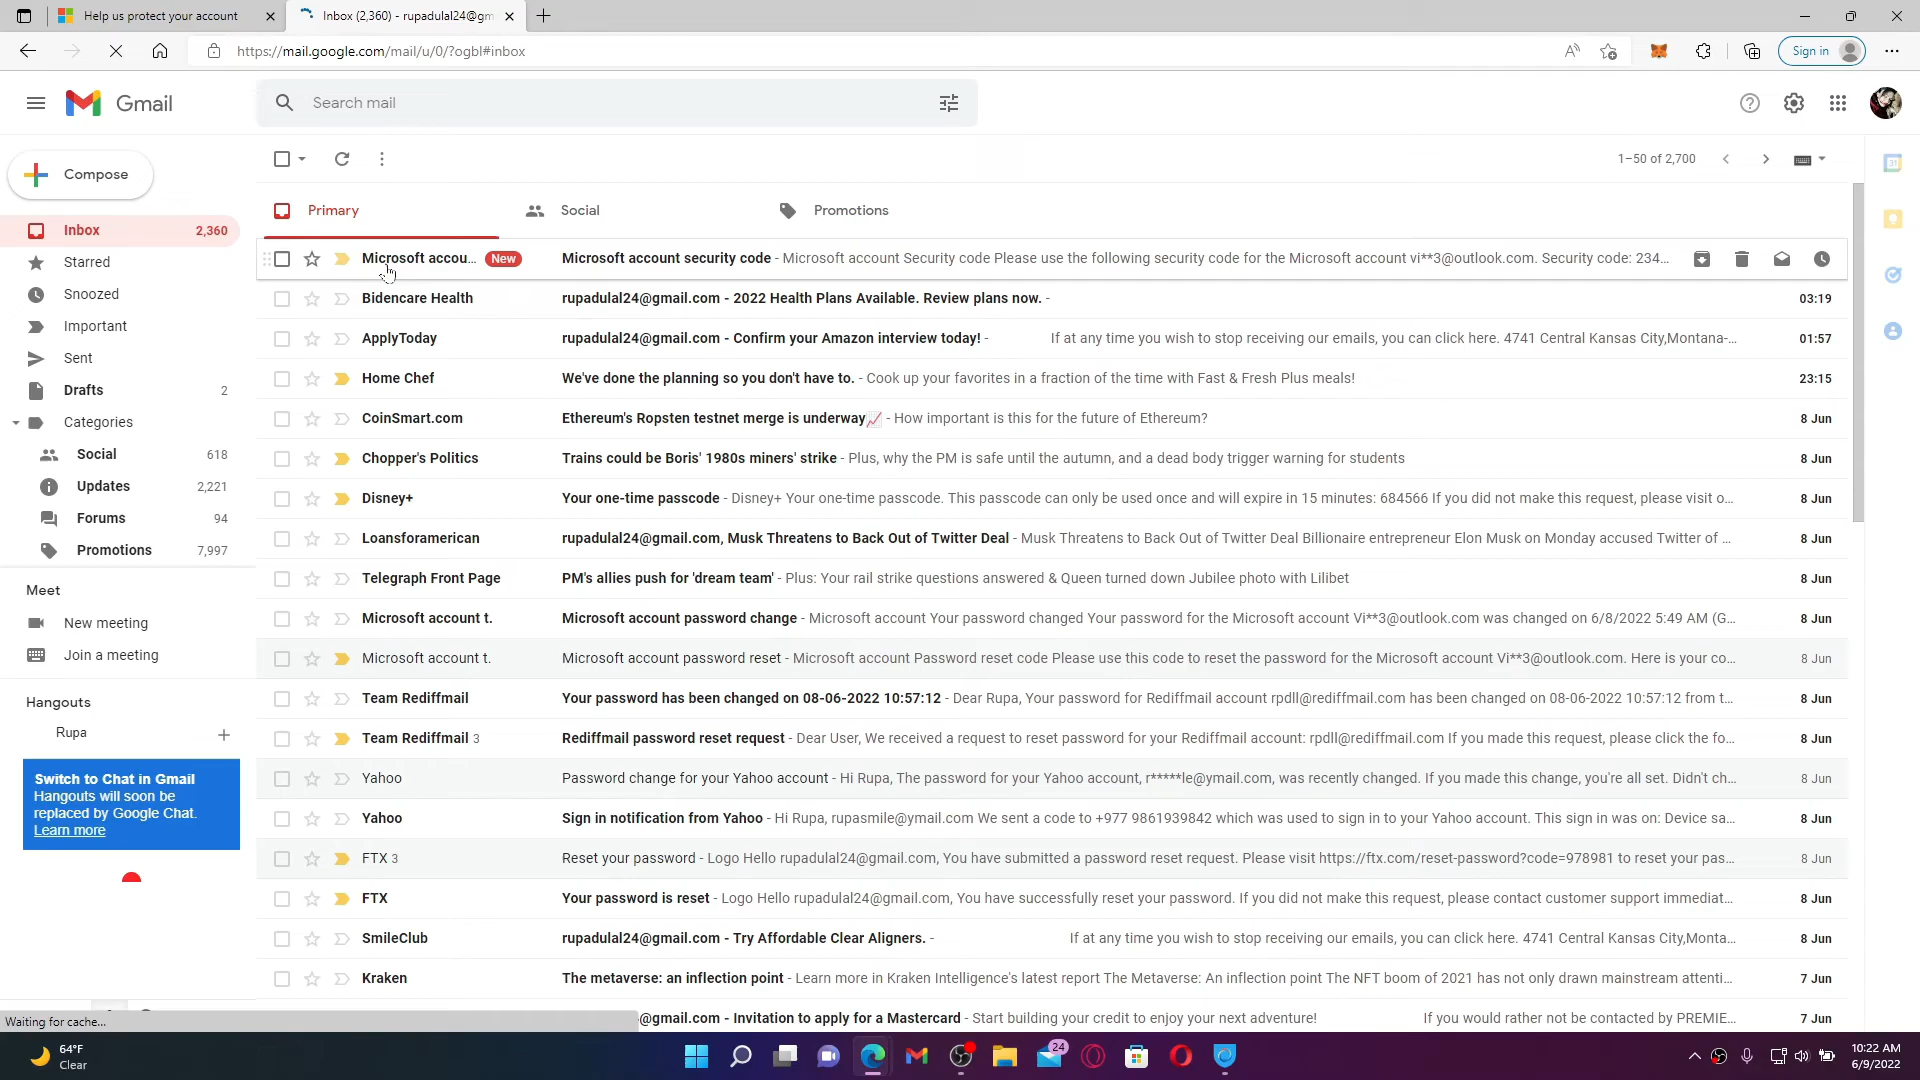 Help us protect your account
Inbox (2,360) - rupadulal24@gm
https://mail.google.com/mail/u/0/?ogbl#inbox
Sign in
Gmail
Search mail
Compose
1–50 of 2,700
Primary
Social
Promotions
Inbox 2,360
Starred
Snoozed
Important
Sent
Drafts 2
Categories
Social 618
Updates 2,221
Forums 94
Promotions 7,997
Meet
New meeting
Join a meeting
Hangouts
Rupa
Switch to Chat in Gmail
Hangouts will soon be
replaced by Google Chat.
Learn more
Microsoft accou... New Microsoft account security code - Microsoft account Security code Please use the following security code for the Microsoft account vi**3@outlook.com. Security code: 234...
Bidencare Health rupadulal24@gmail.com - 2022 Health Plans Available. Review plans now. - 03:19
ApplyToday rupadulal24@gmail.com - Confirm your Amazon interview today! - If at any time you wish to stop receiving our emails, you can click here. 4741 Central Kansas City,Montana-... 01:57
Home Chef We've done the planning so you don't have to. - Cook up your favorites in a fraction of the time with Fast & Fresh Plus meals! 23:15
CoinSmart.com Ethereum's Ropsten testnet merge is underway📈 - How important is this for the future of Ethereum? 8 Jun
Chopper's Politics Trains could be Boris' 1980s miners' strike - Plus, why the PM is safe until the autumn, and a dead body trigger warning for students 8 Jun
Disney+ Your one-time passcode - Disney+ Your one-time passcode. This passcode can only be used once and will expire in 15 minutes: 684566 If you did not make this request, please visit o... 8 Jun
Loansforamerican rupadulal24@gmail.com, Musk Threatens to Back Out of Twitter Deal - Musk Threatens to Back Out of Twitter Deal Billionaire entrepreneur Elon Musk on Monday accused Twitter of ... 8 Jun
Telegraph Front Page PM's allies push for 'dream team' - Plus: Your rail strike questions answered & Queen turned down Jubilee photo with Lilibet 8 Jun
Microsoft account t. Microsoft account password change - Microsoft account Your password changed Your password for the Microsoft account Vi**3@outlook.com was changed on 6/8/2022 5:49 AM (G... 8 Jun
Microsoft account t. Microsoft account password reset - Microsoft account Password reset code Please use this code to reset the password for the Microsoft account Vi**3@outlook.com. Here is your co... 8 Jun
Team Rediffmail Your password has been changed on 08-06-2022 10:57:12 - Dear Rupa, Your password for Rediffmail account rpdll@rediffmail.com has been changed on 08-06-2022 10:57:12 from t... 8 Jun
Team Rediffmail 3 Rediffmail password reset request - Dear User, We received a request to reset password for your Rediffmail account: rpdll@rediffmail.com If you made this request, please click the fo... 8 Jun
Yahoo Password change for your Yahoo account - Hi Rupa, The password for your Yahoo account, r*****le@ymail.com, was recently changed. If you made this change, you're all set. Didn't ch... 8 Jun
Yahoo Sign in notification from Yahoo - Hi Rupa, rupasmile@ymail.com We sent a code to +977 9861939842 which was used to sign in to your Yahoo account. This sign in was on: Device sa... 8 Jun
FTX 3 Reset your password - Logo Hello rupadulal24@gmail.com, You have submitted a password reset request. Please visit https://ftx.com/reset-password?code=978981 to reset your pas... 8 Jun
FTX Your password is reset - Logo Hello rupadulal24@gmail.com, You have successfully reset your password. If you did not make this request, please contact customer support immediat... 8 Jun
SmileClub rupadulal24@gmail.com - Try Affordable Clear Aligners. - If at any time you wish to stop receiving our emails, you can click here. 4741 Central Kansas City,Monta... 8 Jun
Kraken The metaverse: an inflection point - Learn more in Kraken Intelligence's latest report The Metaverse: An inflection point The NFT boom of 2021 has not only drawn mainstream attenti... 7 Jun
@gmail.com - Invitation to apply for a Mastercard - Start building your credit to enjoy your next adventure! If you would rather not be contacted by PREMIE... 7 Jun
Waiting for cache...
64°F
Clear
24
10:22 AM
6/9/2022